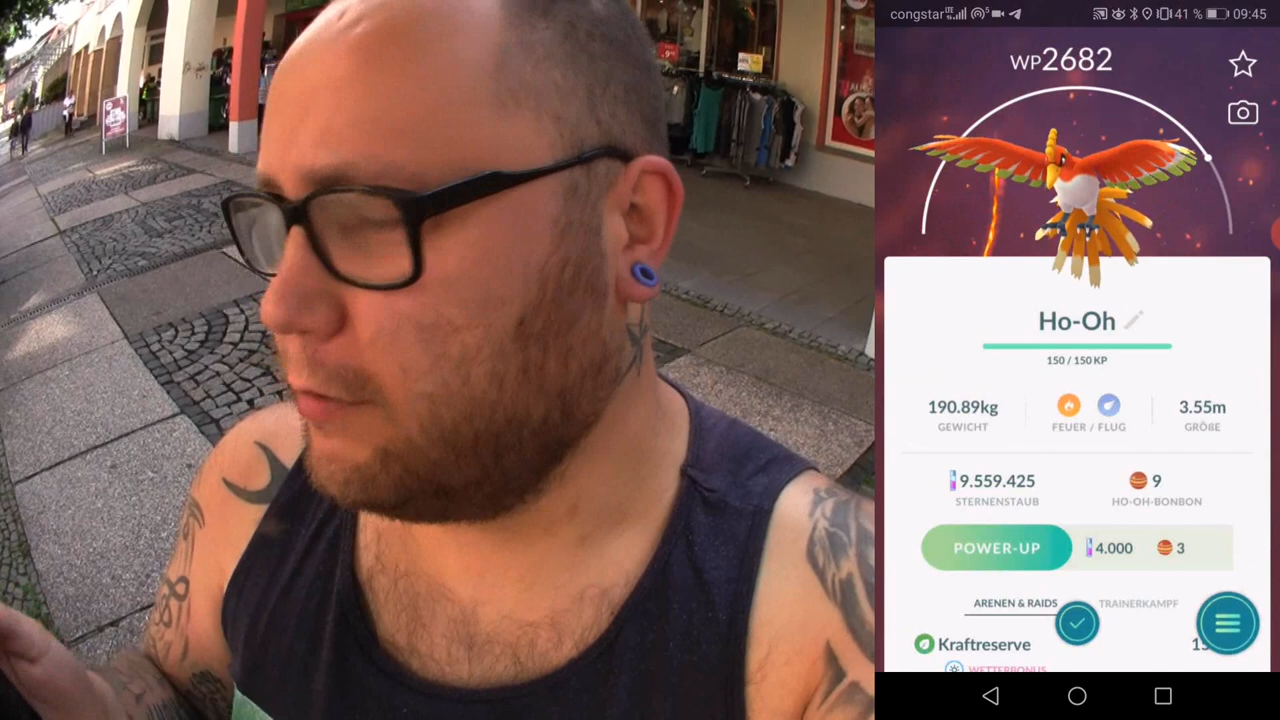 congstar 41 % 09:45
WP2682
Ho-Oh
150 / 150 KP
190.89kg
GEWICHT
FEUER / FLUG
3.55m
GRÖßE
9.559.425
STERNENSTAUB
9
HO-OH-BONBON
POWER-UP
4.000
3
ARENEN & RAIDS
TRAINERKAMPF
Kraftreserve
WETTERBONUS